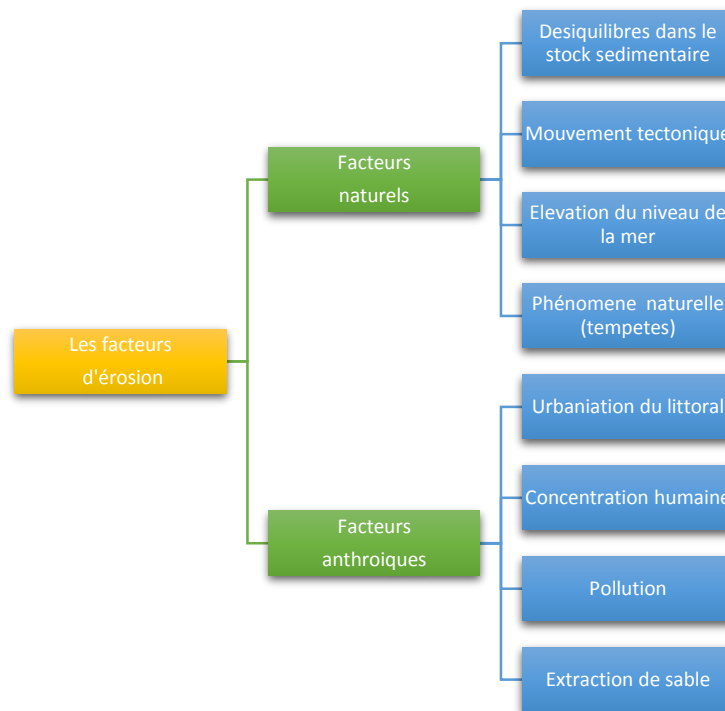 Les facteurs
d'érosion
Facteurs
naturels
Desiquilibres dans le
stock sedimentaire
Mouvement tectonique
Elevation du niveau de
la mer
Phénomene naturelle
(tempetes)
Facteurs
anthroiques
Urbaniation du littoral
Concentration humaine
Pollution
Extraction de sable